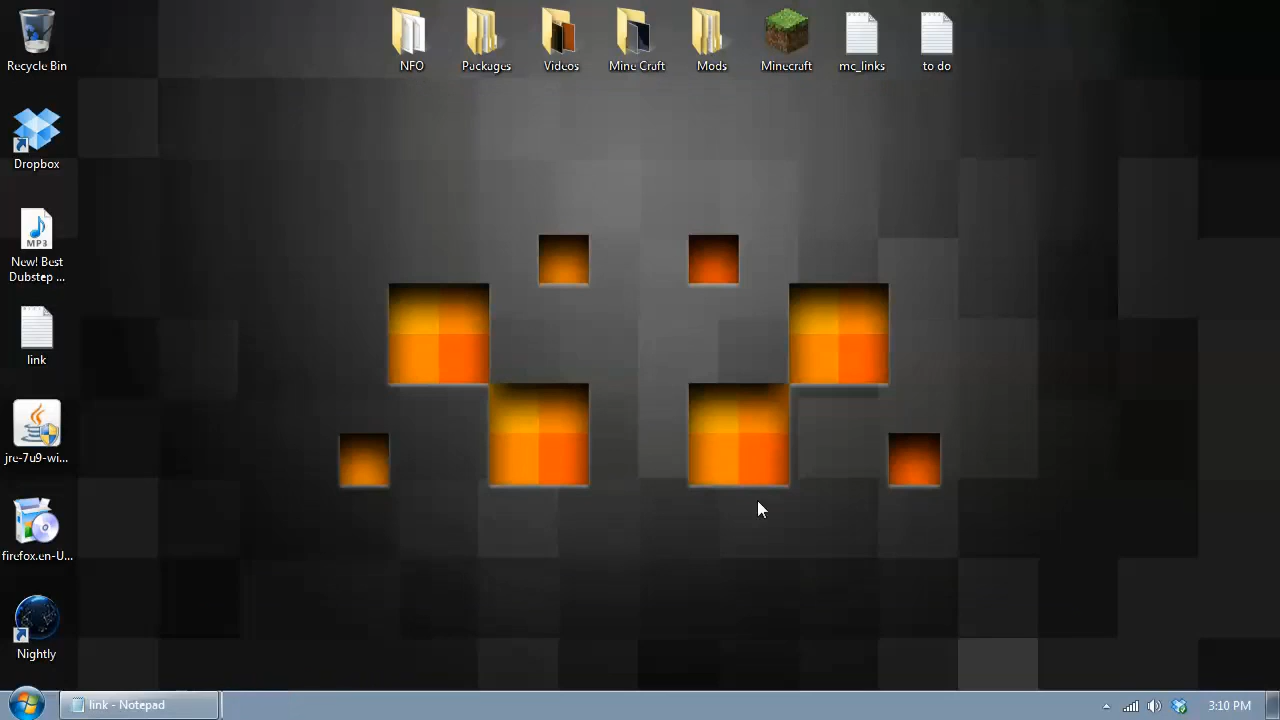 Recycle Bin
NFO
Packages
Videos
Mine Craft
Mods
Minecraft
mc_links
to do
Dropbox
MP3
New! Best
Dubstep ...
link
jre-7u9-wi...
firefox.en-U...
Nightly
link - Notepad
3:10 PM